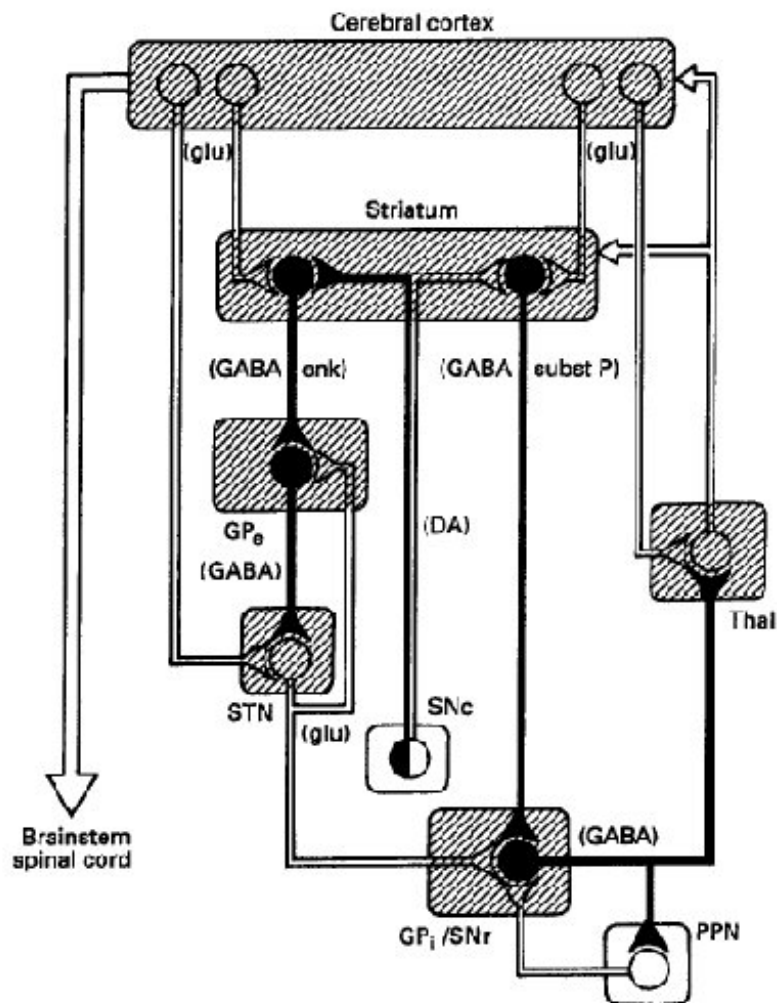 Cerebral cortex
(glu)
(glu)
Striatum
(GABA enk)
(GABA subst P)
GPe
(DA)
(GABA)
Thal
STN
(glu)
SNc
Brainstem
spinal cord
(GABA)
GPi /SNr
PPN